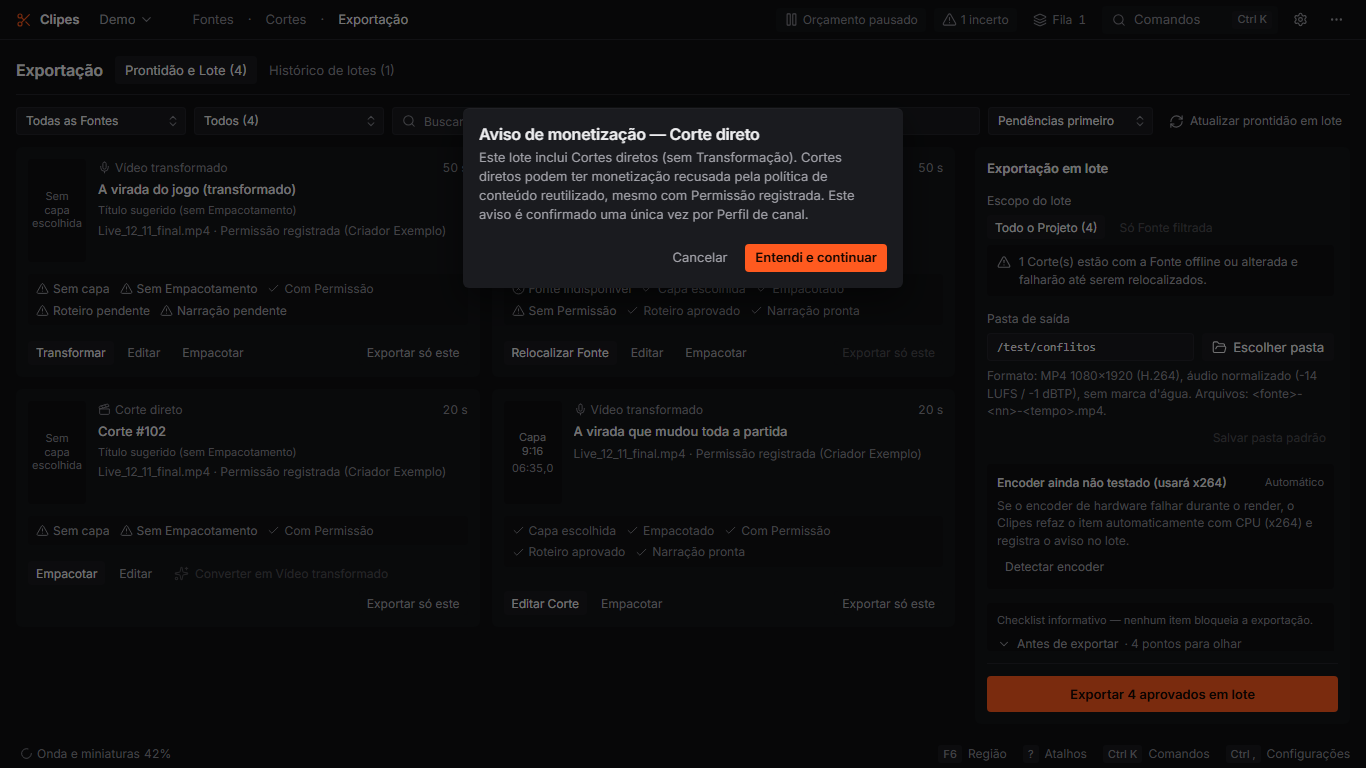 Clipes
Demo
Fontes · Cortes · Exportação
Orçamento pausado
1 incerto
Fila 1
Comandos Ctrl K
Exportação
Prontidão e Lote (4)
Histórico de lotes (1)
Todas as Fontes
Todos (4)
Buscar
Pendências primeiro
Atualizar prontidão em lote
Aviso de monetização — Corte direto
Este lote inclui Cortes diretos (sem Transformação). Cortes
diretos podem ter monetização recusada pela política de
conteúdo reutilizado, mesmo com Permissão registrada. Este
aviso é confirmado uma única vez por Perfil de canal.
Cancelar
Entendi e continuar
Sem
capa
escolhida
Vídeo transformado
50 s
A virada do jogo (transformado)
Título sugerido (sem Empacotamento)
Live_12_11_final.mp4 · Permissão registrada (Criador Exemplo)
Sem capa Sem Empacotamento Com Permissão
Roteiro pendente Narração pendente
Transformar Editar Empacotar Exportar só este
50 s
Fonte indisponível Capa escolhida Empacotado
Sem Permissão Roteiro aprovado Narração pronta
Relocalizar Fonte Editar Empacotar Exportar só este
Sem
capa
escolhida
Corte direto
20 s
Corte #102
Título sugerido (sem Empacotamento)
Live_12_11_final.mp4 · Permissão registrada (Criador Exemplo)
Sem capa Sem Empacotamento Com Permissão
Empacotar Editar Converter em Vídeo transformado
Exportar só este
Capa
9:16
06:35,0
Vídeo transformado
20 s
A virada que mudou toda a partida
Live_12_11_final.mp4 · Permissão registrada (Criador Exemplo)
Capa escolhida Empacotado Com Permissão
Roteiro aprovado Narração pronta
Editar Corte Empacotar Exportar só este
Exportação em lote
Escopo do lote
Todo o Projeto (4) Só Fonte filtrada
1 Corte(s) estão com a Fonte offline ou alterada e
falharão até serem relocalizados.
Pasta de saída
/test/conflitos
Escolher pasta
Formato: MP4 1080×1920 (H.264), áudio normalizado (-14
LUFS / -1 dBTP), sem marca d'água. Arquivos: <fonte>-
<nn>-<tempo>.mp4.
Salvar pasta padrão
Encoder ainda não testado (usará x264) Automático
Se o encoder de hardware falhar durante o render, o
Clipes refaz o item automaticamente com CPU (x264) e
registra o aviso no lote.
Detectar encoder
Checklist informativo — nenhum item bloqueia a exportação.
Antes de exportar · 4 pontos para olhar
Exportar 4 aprovados em lote
Onda e miniaturas 42%
F6 Região ? Atalhos Ctrl K Comandos Ctrl , Configurações